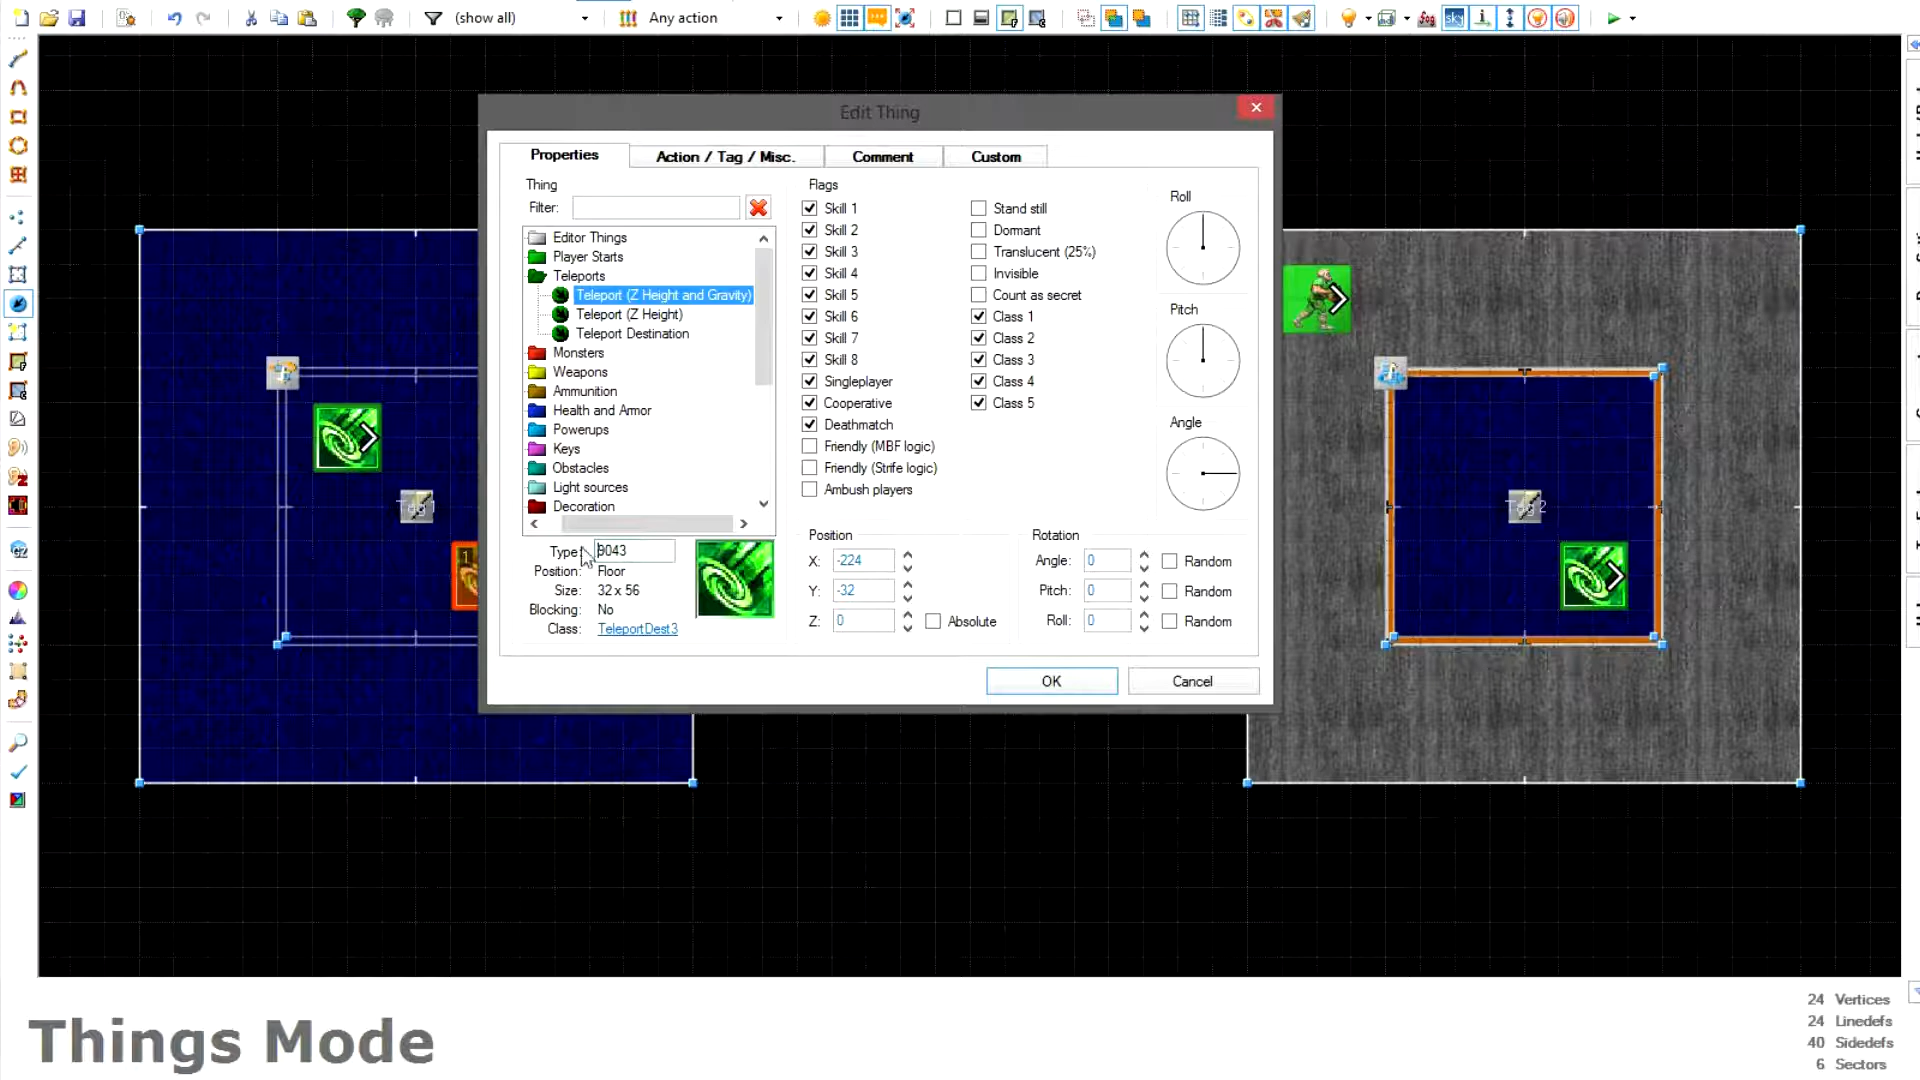 (show all)
Any action
Edit Thing
Properties
Action / Tag / Misc.
Comment
Custom
Thing
Filter:
Editor Things
Player Starts
Teleports
Teleport (Z Height and Gravity)
Teleport (Z Height)
Teleport Destination
Monsters
Weapons
Ammunition
Health and Armor
Powerups
Keys
Obstacles
Light sources
Decoration
Type: 9043
Position: Floor
Size: 32 x 56
Blocking: No
Class: TeleportDest3
Flags
Skill 1
Skill 2
Skill 3
Skill 4
Skill 5
Skill 6
Skill 7
Skill 8
Singleplayer
Cooperative
Deathmatch
Friendly (MBF logic)
Friendly (Strife logic)
Ambush players
Stand still
Dormant
Translucent (25%)
Invisible
Count as secret
Class 1
Class 2
Class 3
Class 4
Class 5
Roll
Pitch
Angle
Position
X: -224
Y: -32
Z: 0
Absolute
Rotation
Angle: 0 Random
Pitch: 0 Random
Roll: 0 Random
OK
Cancel
Tag 1
Tag 2
Things Mode
24 Vertices
24 Linedefs
40 Sidedefs
6 Sectors